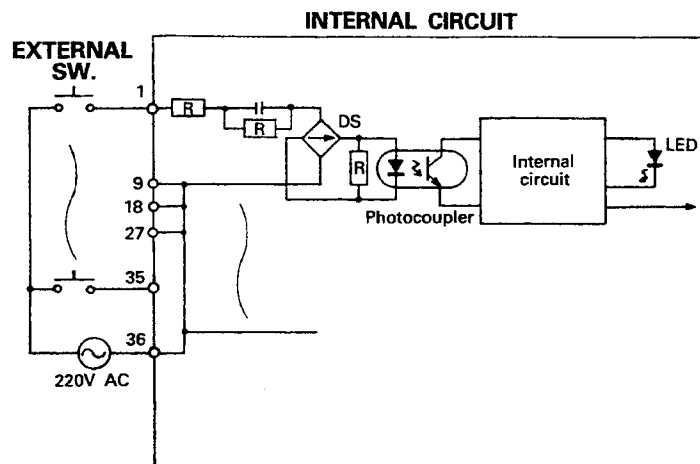 INTERNAL CIRCUIT
EXTERNAL
SW.
1
R
R
DS
R
Photocoupler
Internal
circuit
LED
9
18
27
35
36
220V AC